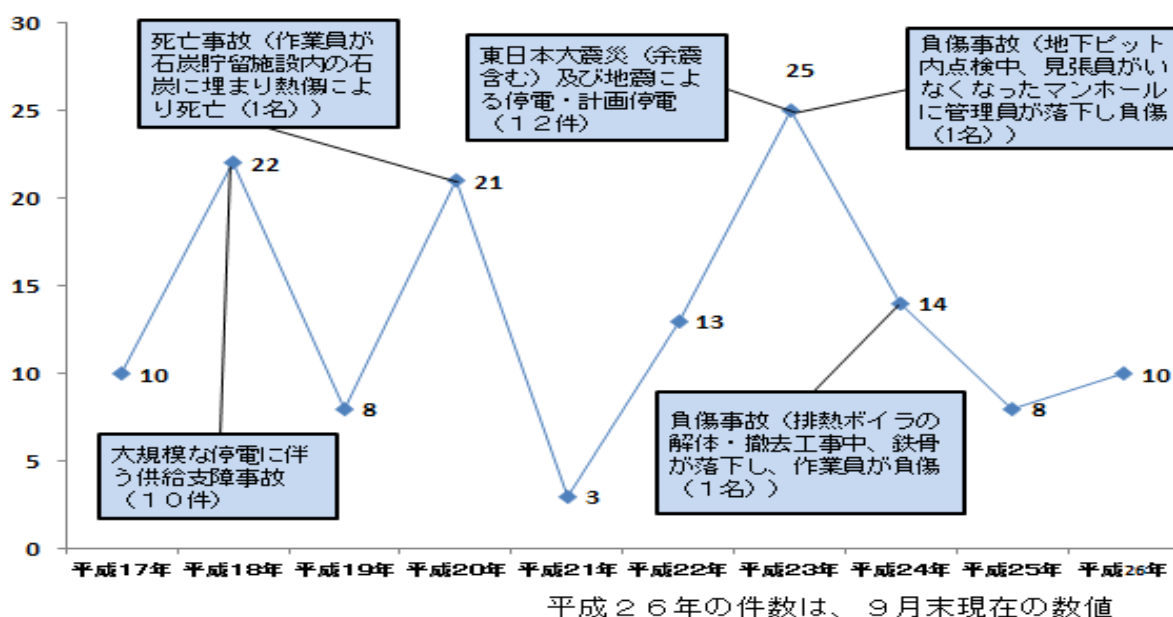 30
25
20
15
10
5
0
死亡事故（作業員が
石炭貯留施設内の石
炭に埋まり熱傷によ
り死亡（1名））
東日本大震災（余震
含む）及び地震によ
る停電・計画停電
（１２件）
負傷事故（地下ピット
内点検中、見張員がい
なくなったマンホール
に管理員が落下し負傷
（1名））
大規模な停電に伴
う供給支障事故
（１０件）
負傷事故（排熱ボイラの
解体・撤去工事中、鉄骨
が落下し、作業員が負傷
（１名））
10
22
8
21
3
13
25
14
8
10
平成17年 平成18年 平成19年 平成20年 平成21年 平成22年 平成23年 平成24年 平成25年 平成26年
平成２６年の件数は、９月末現在の数値